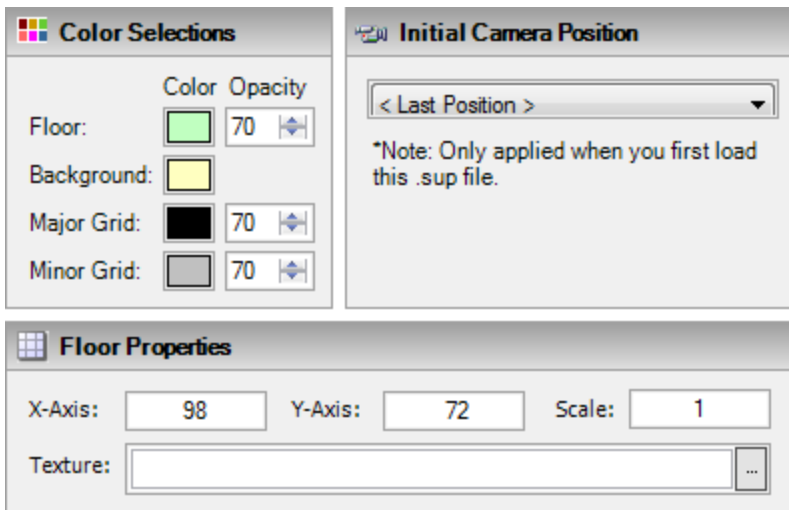 Color Selections
Color Opacity
Floor: 70
Background:
Major Grid: 70
Minor Grid: 70
Initial Camera Position
< Last Position >
*Note: Only applied when you first load
this .sup file.
Floor Properties
X-Axis: 98 Y-Axis: 72 Scale: 1
Texture: ...